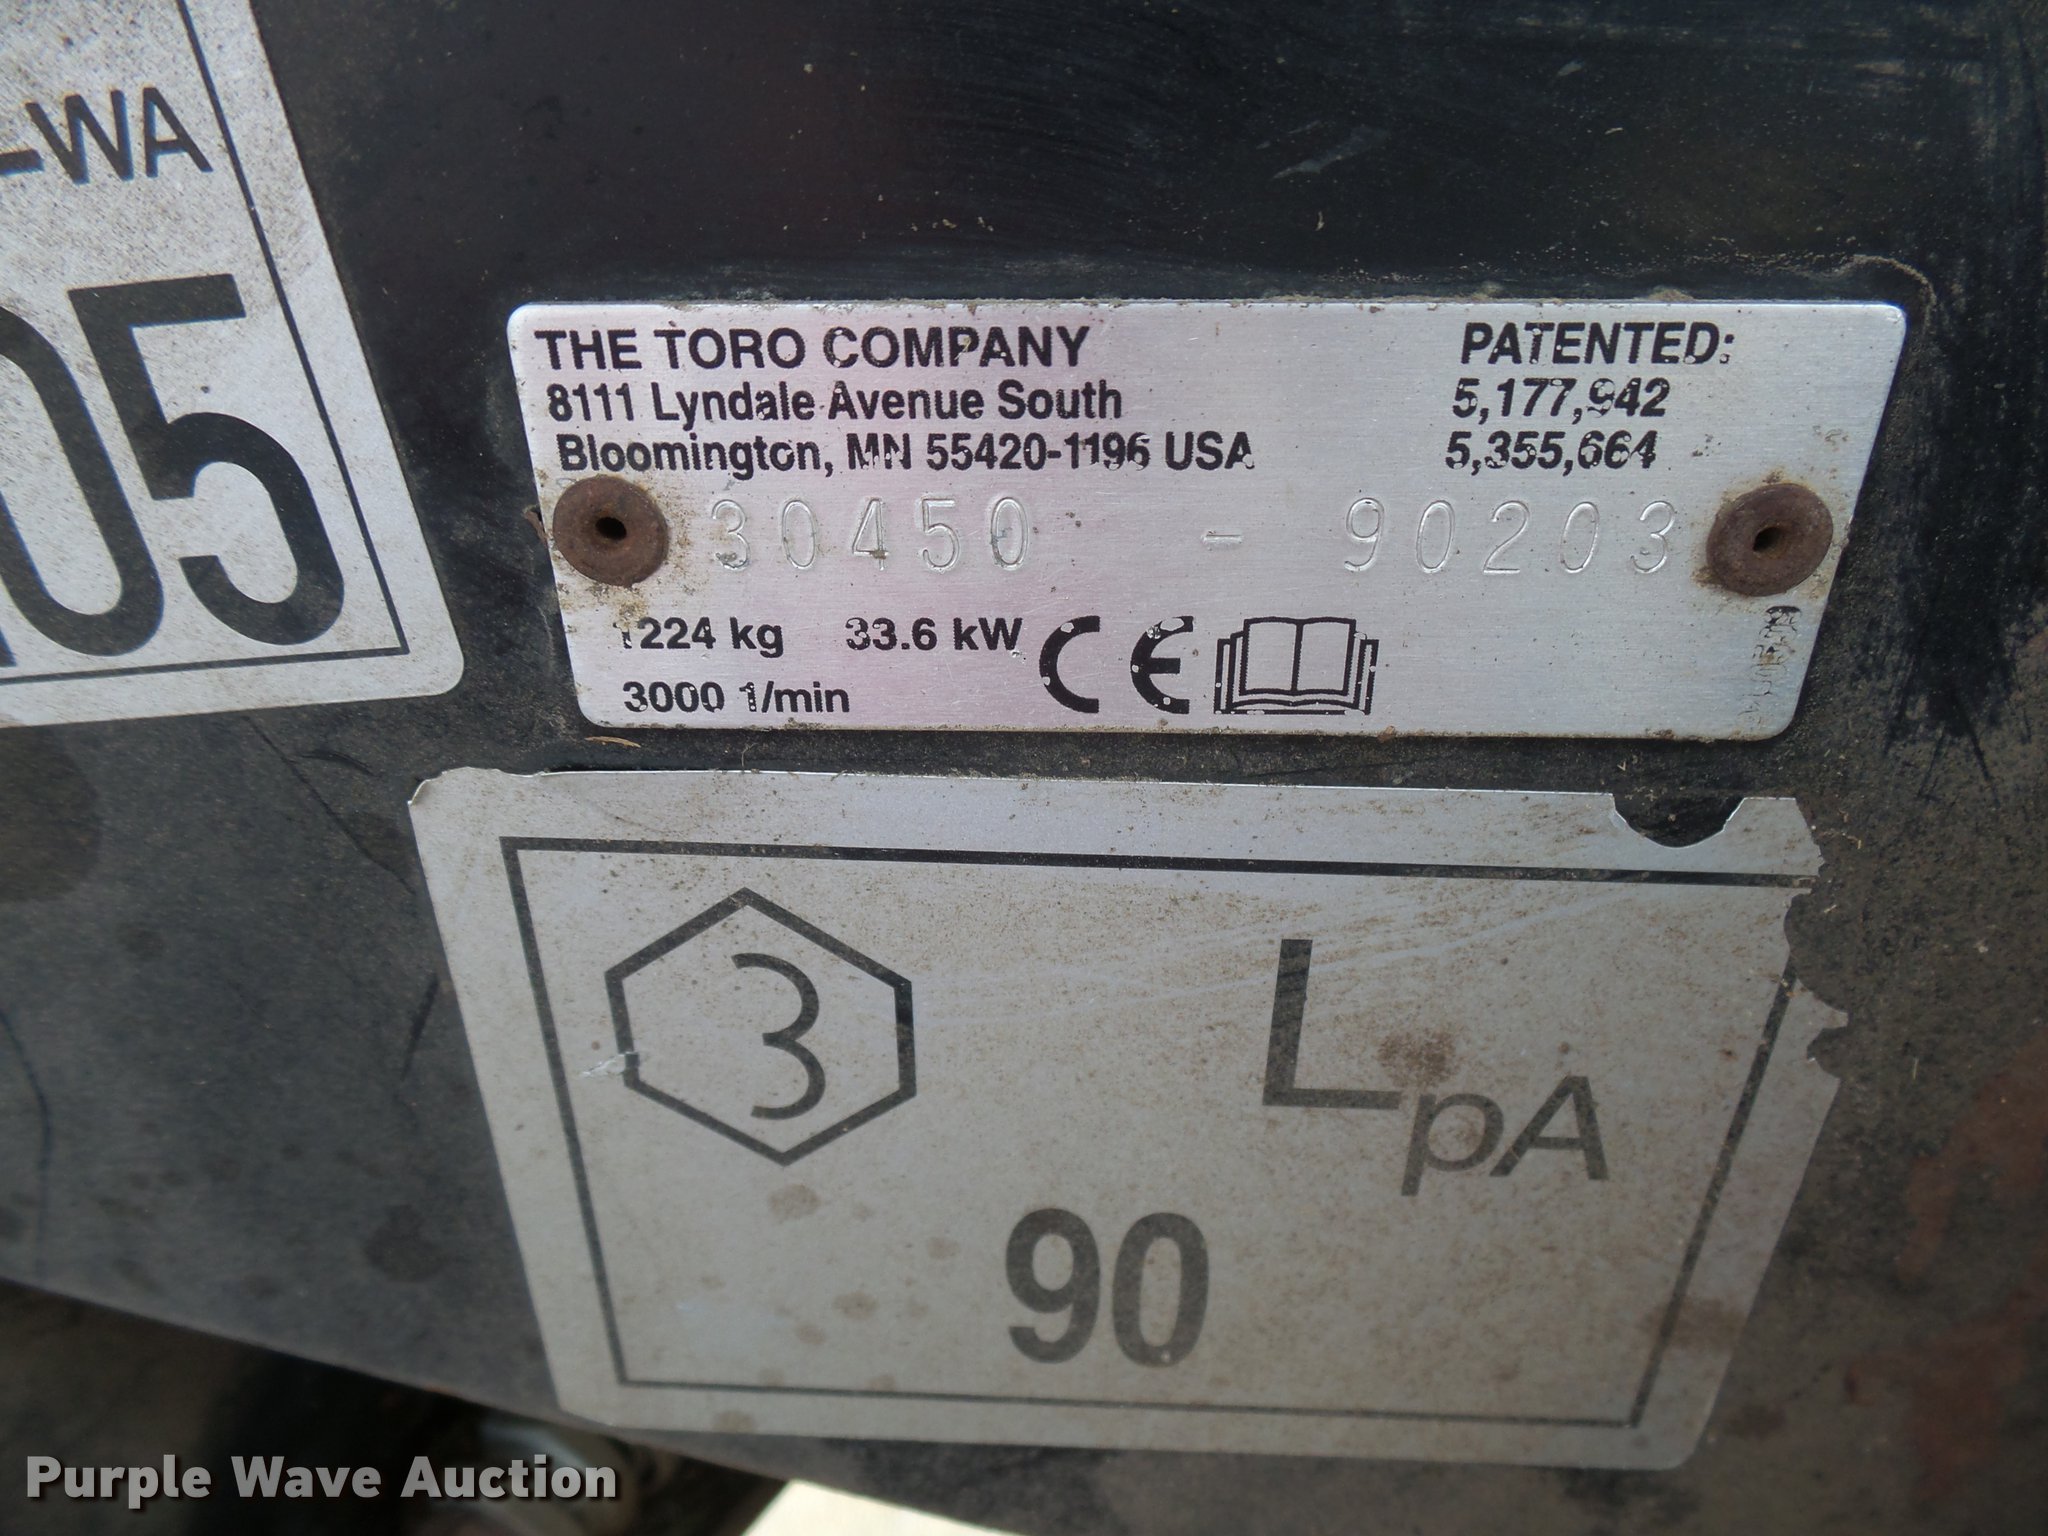 -WA
05
THE TORO COMPANY
8111 Lyndale Avenue South
Bloomington, MN 55420-1196 USA
PATENTED:
5,177,942
5,355,664
30450 - 90203
1224 kg 33.6 kW CE
3000 1/min
3
LpA
90
Purple Wave Auction